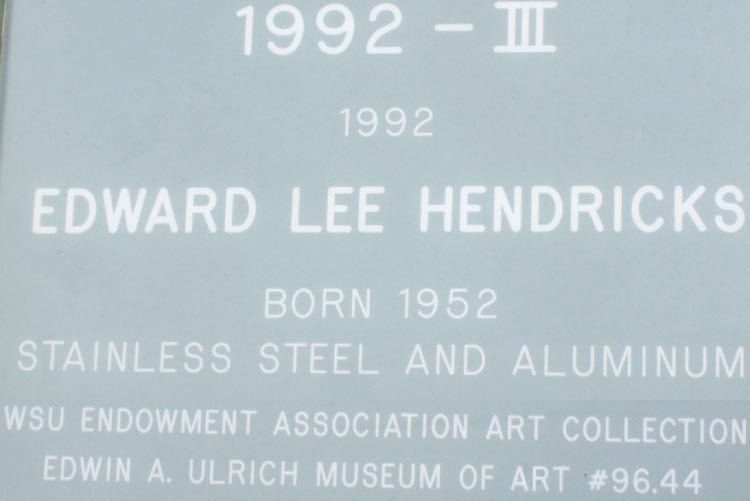 1992 - III
1992
EDWARD LEE HENDRICKS
BORN 1952
STAINLESS STEEL AND ALUMINUM
WSU ENDOWMENT ASSOCIATION ART COLLECTION
EDWIN A. ULRICH MUSEUM OF ART #96.44